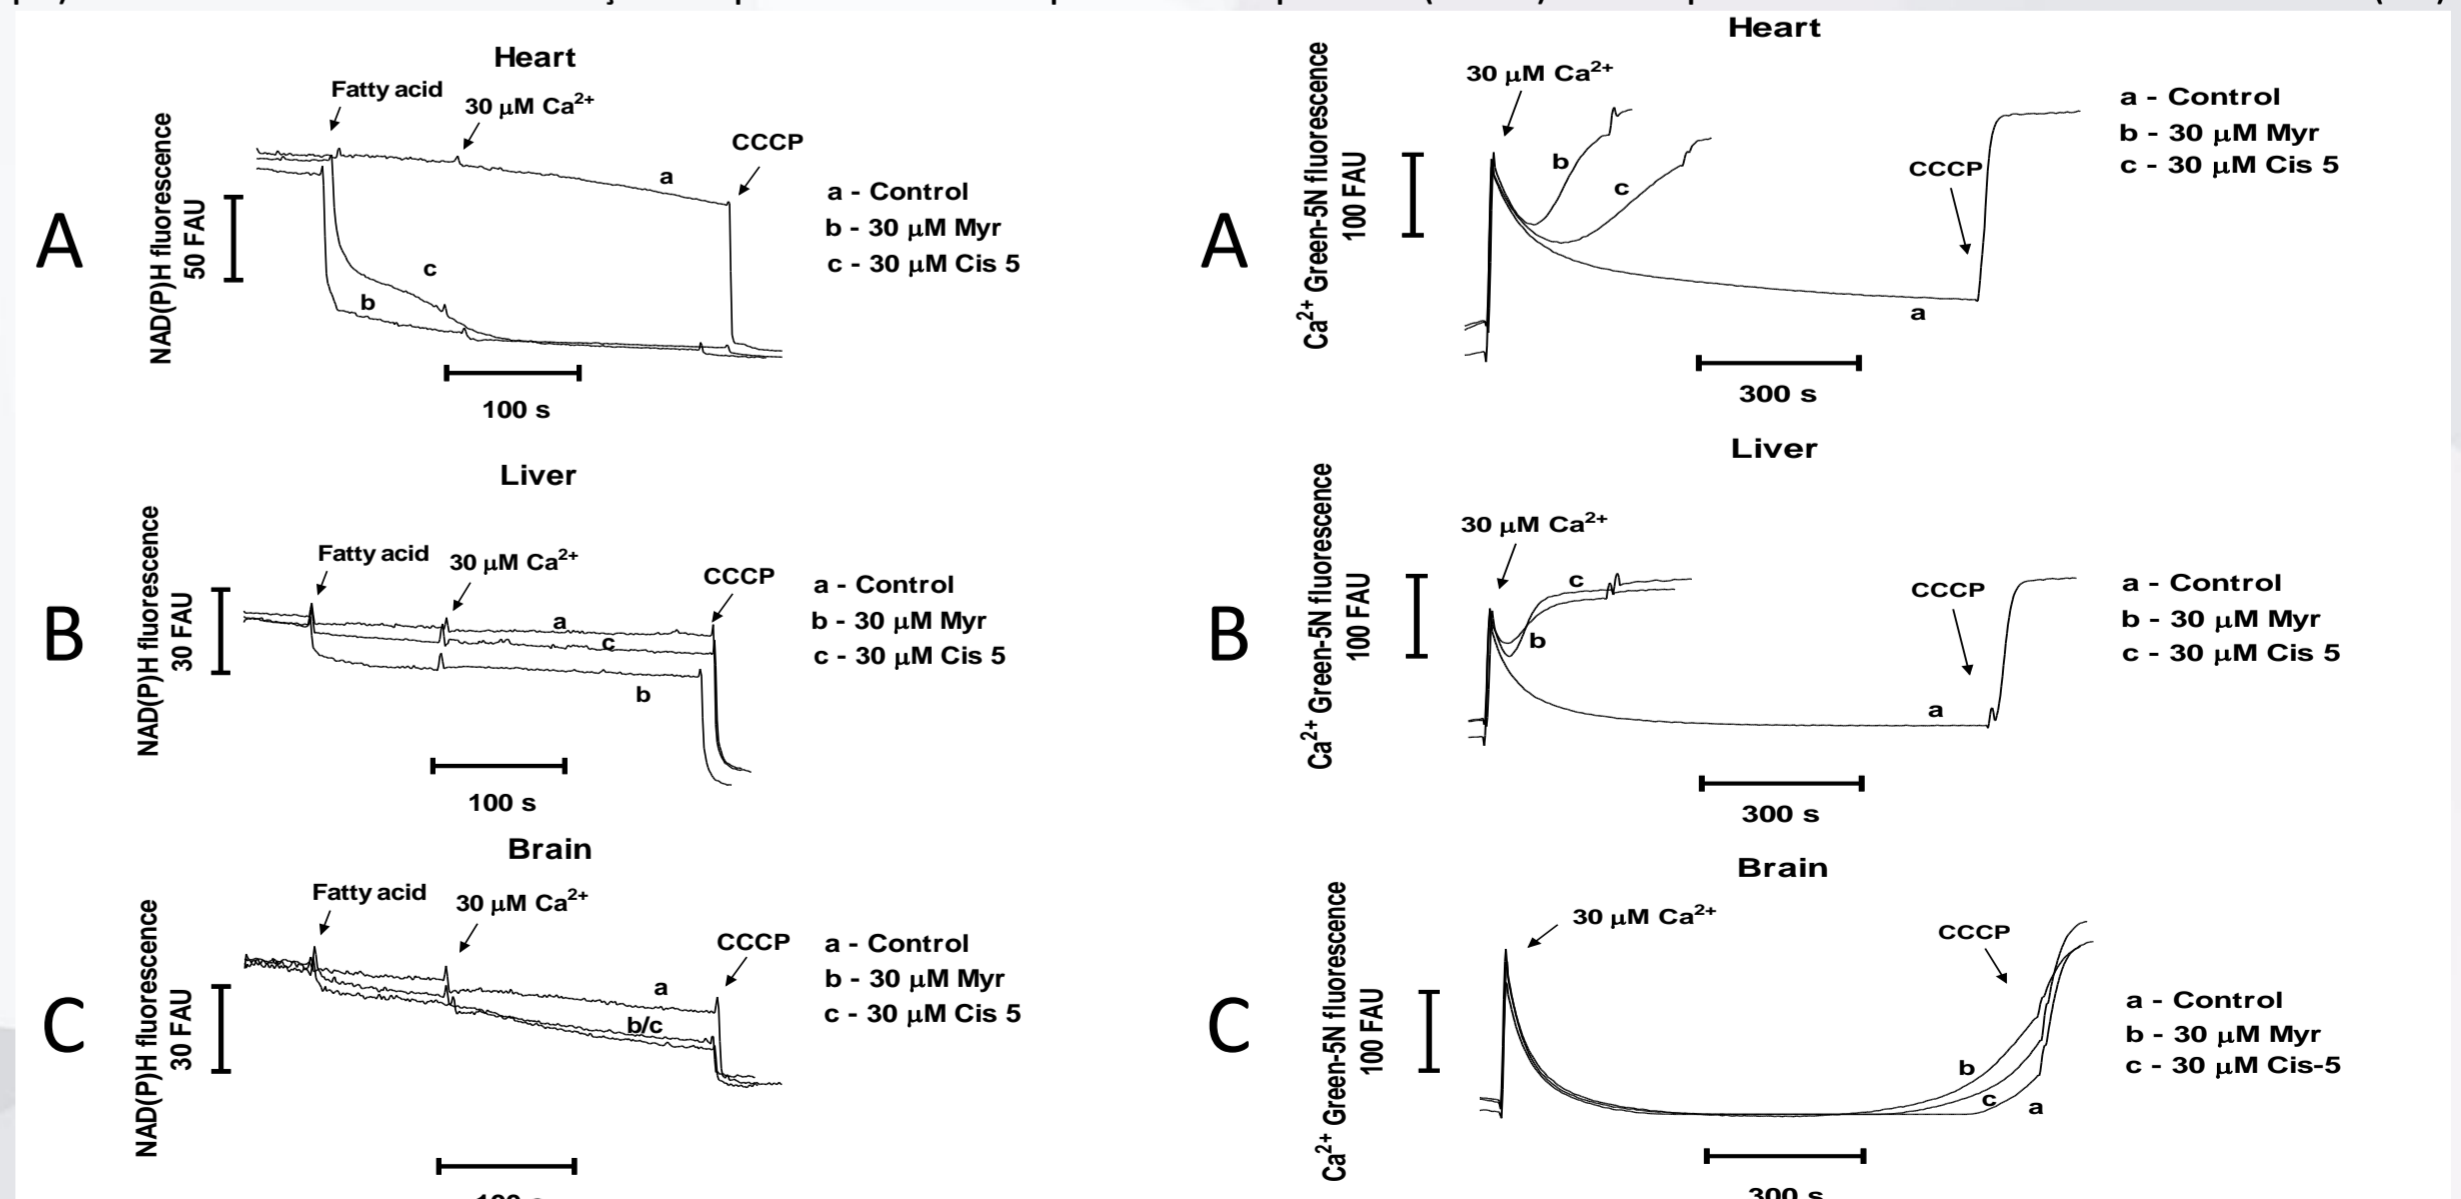 Heart
Fatty acid
30 µM Ca²⁺
CCCP
a
c
b
NAD(P)H fluorescence
50 FAU
A
a - Control
b - 30 µM Myr
c - 30 µM Cis 5
100 s
Liver
Fatty acid
30 µM Ca²⁺
CCCP
a
c
b
NAD(P)H fluorescence
30 FAU
B
a - Control
b - 30 µM Myr
c - 30 µM Cis 5
100 s
Brain
Fatty acid
30 µM Ca²⁺
CCCP
a
b/c
NAD(P)H fluorescence
30 FAU
C
a - Control
b - 30 µM Myr
c - 30 µM Cis 5
Heart
30 µM Ca²⁺
b
c
CCCP
a
Ca²⁺ Green-5N fluorescence
100 FAU
A
a - Control
b - 30 µM Myr
c - 30 µM Cis 5
300 s
Liver
30 µM Ca²⁺
c
b
CCCP
a
Ca²⁺ Green-5N fluorescence
100 FAU
B
a - Control
b - 30 µM Myr
c - 30 µM Cis 5
300 s
Brain
30 µM Ca²⁺
CCCP
b
c
a
Ca²⁺ Green-5N fluorescence
100 FAU
C
a - Control
b - 30 µM Myr
c - 30 µM Cis-5
300 s